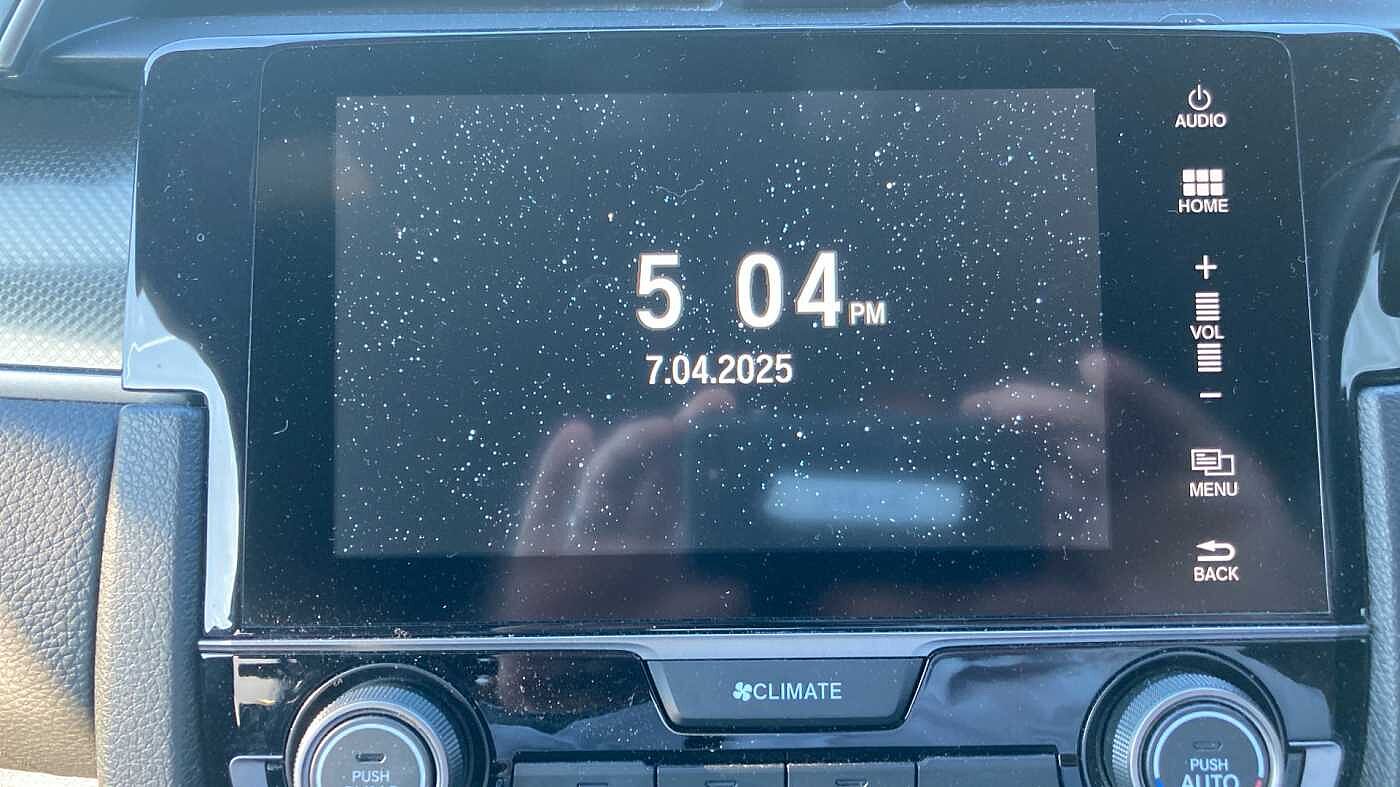 AUDIO
HOME
+
VOL
-
5 04 PM
7.04.2025
MENU
BACK
CLIMATE
PUSH
PUSH
AUTO